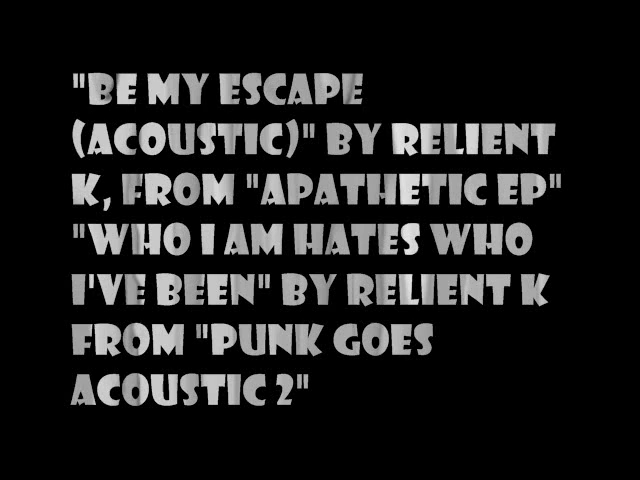 "BE MY ESCAPE
(ACOUSTIC)" BY RELIENT
K, FROM "APATHETIC EP"
"WHO I AM HATES WHO
I'VE BEEN" BY RELIENT K
FROM "PUNK GOES
ACOUSTIC 2"